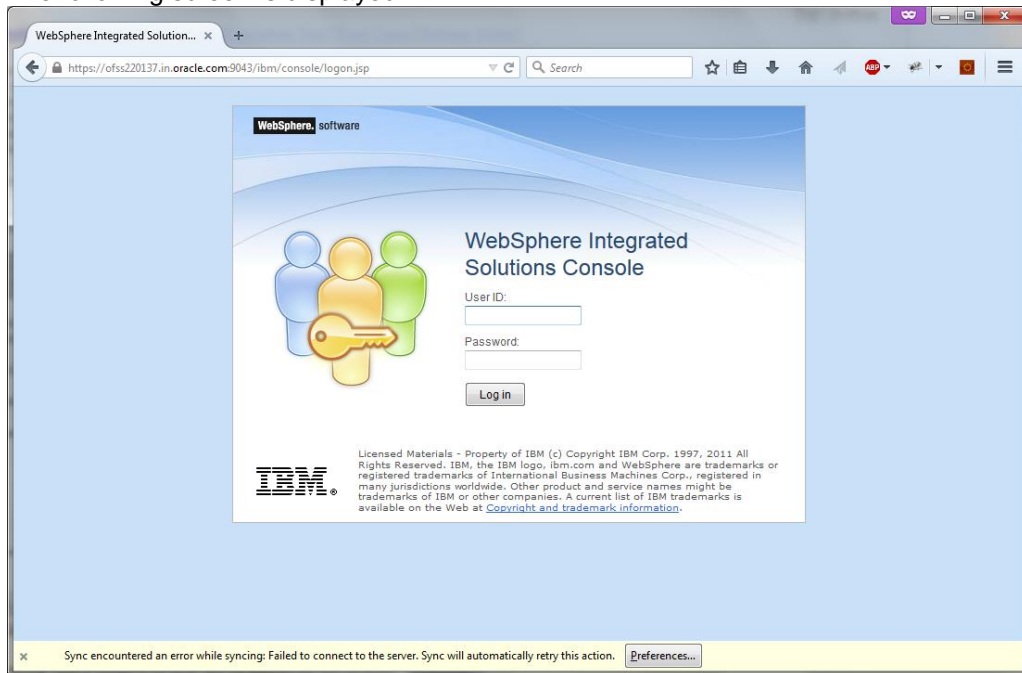 WebSphere Integrated Solution...
https://ofss220137.in.oracle.com:9043/ibm/console/logon.jsp
Search
ABP
WebSphere. software
WebSphere Integrated
Solutions Console
User ID:
Password:
Log in
IBM®
Licensed Materials - Property of IBM (c) Copyright IBM Corp. 1997, 2011 All
Rights Reserved. IBM, the IBM logo, ibm.com and WebSphere are trademarks or
registered trademarks of International Business Machines Corp., registered in
many jurisdictions worldwide. Other product and service names might be
trademarks of IBM or other companies. A current list of IBM trademarks is
available on the Web at Copyright and trademark information.
Sync encountered an error while syncing: Failed to connect to the server. Sync will automatically retry this action. Preferences...